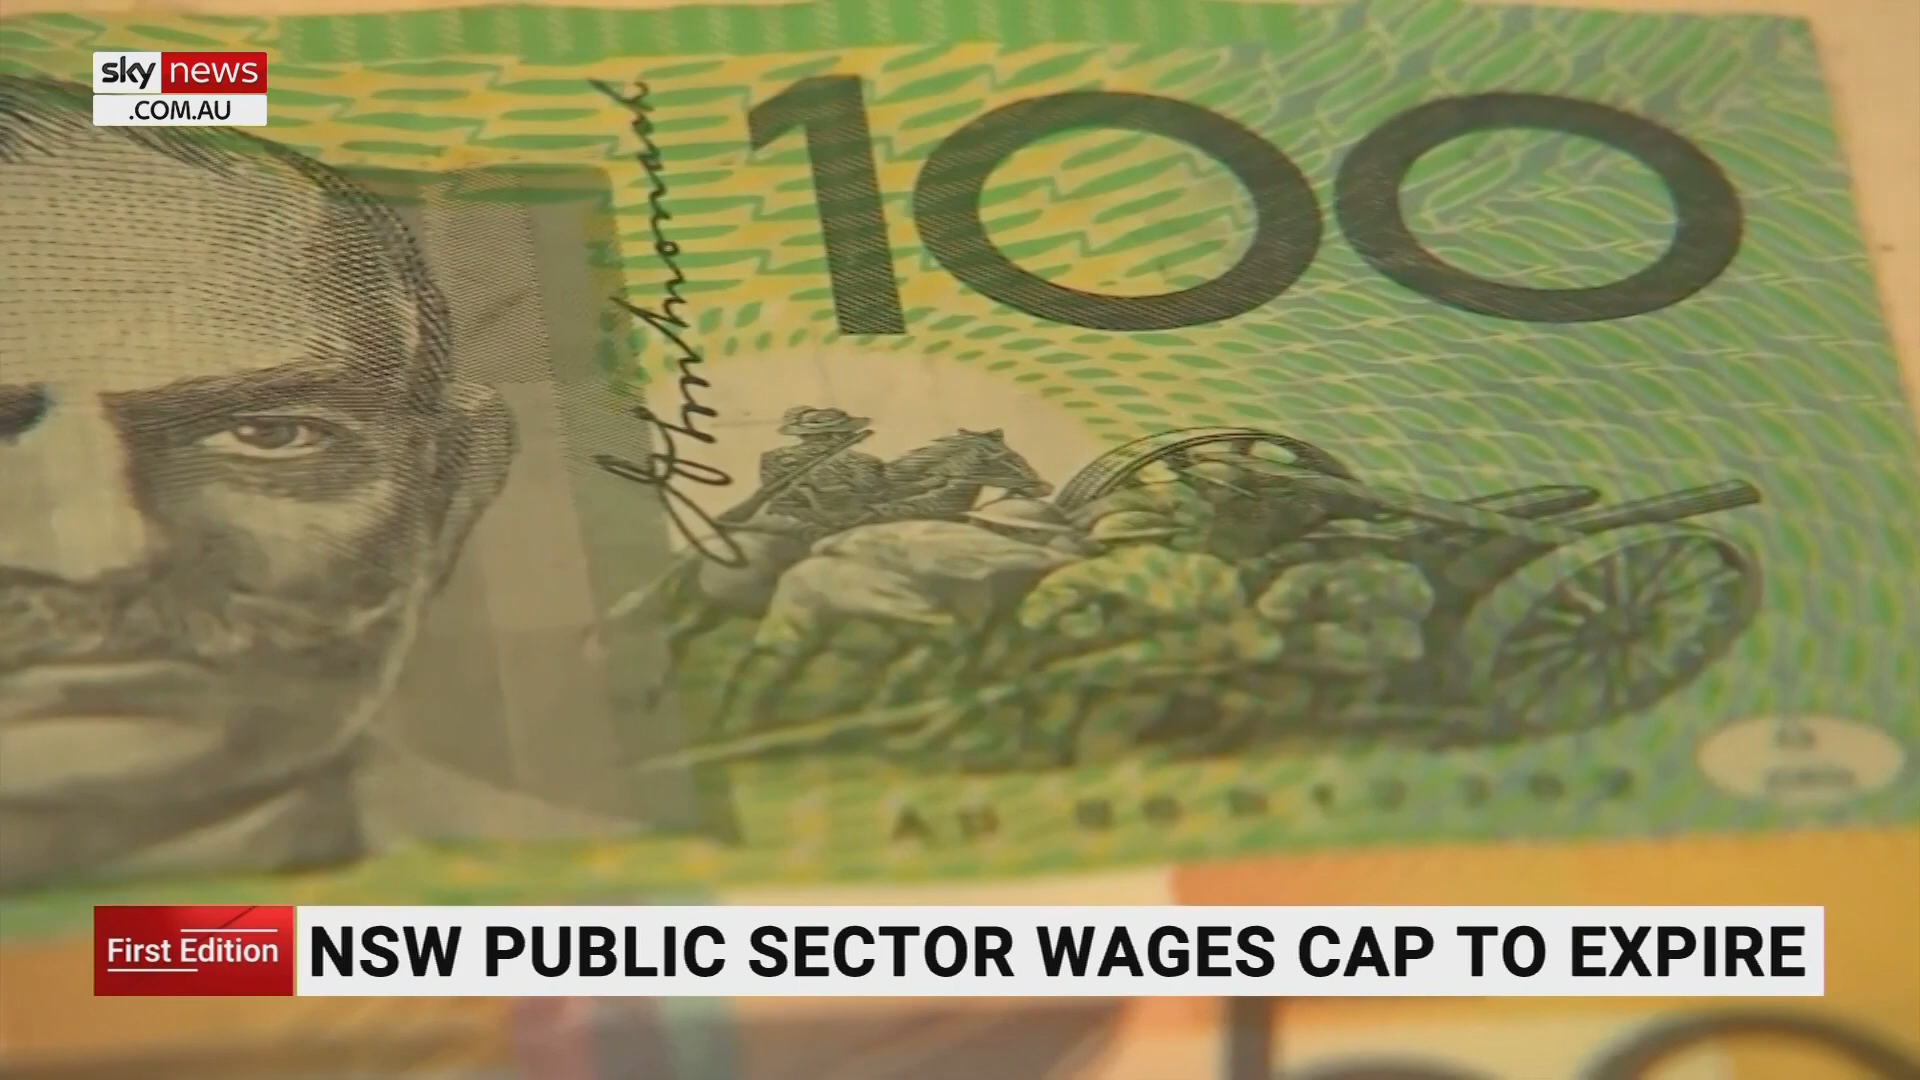 sky news
.COM.AU
100
First Edition
NSW PUBLIC SECTOR WAGES CAP TO EXPIRE